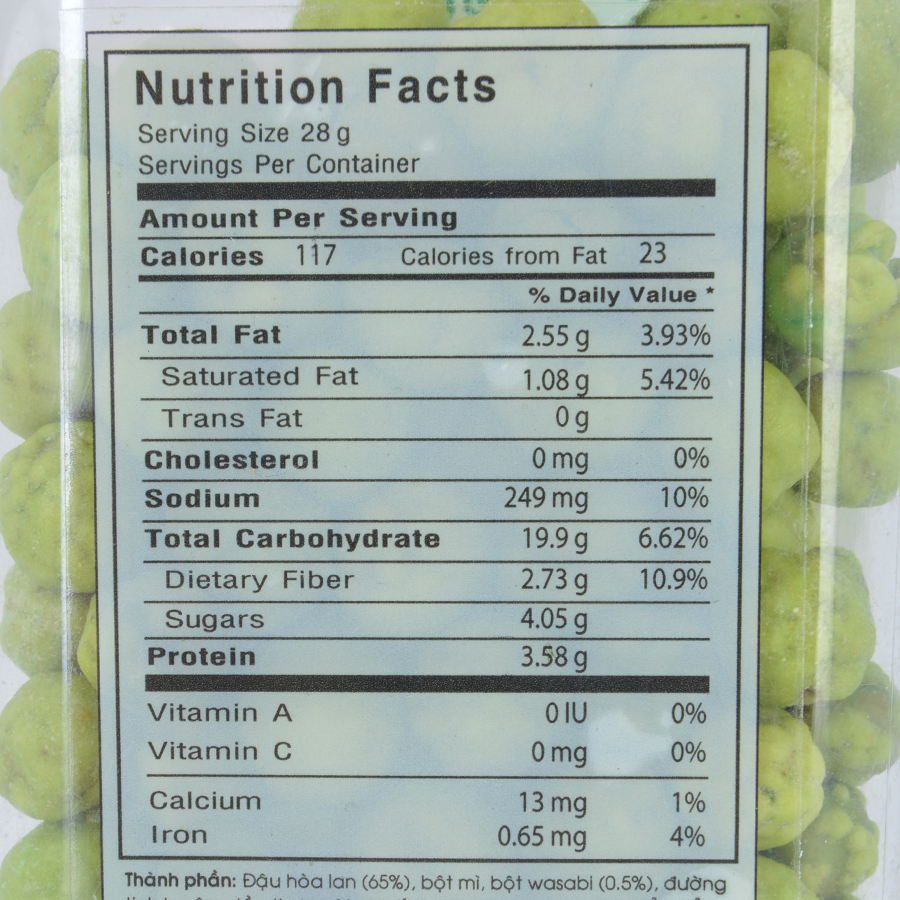 Nutrition Facts
Serving Size 28 g
Servings Per Container
Amount Per Serving
Calories 117 Calories from Fat 23
% Daily Value *
Total Fat 2.55 g 3.93%
Saturated Fat 1.08 g 5.42%
Trans Fat 0 g
Cholesterol 0 mg 0%
Sodium 249 mg 10%
Total Carbohydrate 19.9 g 6.62%
Dietary Fiber 2.73 g 10.9%
Sugars 4.05 g
Protein 3.58 g
Vitamin A 0 IU 0%
Vitamin C 0 mg 0%
Calcium 13 mg 1%
Iron 0.65 mg 4%
Thành phần: Đậu hòa lan (65%), bột mì, bột wasabi (0.5%), đường